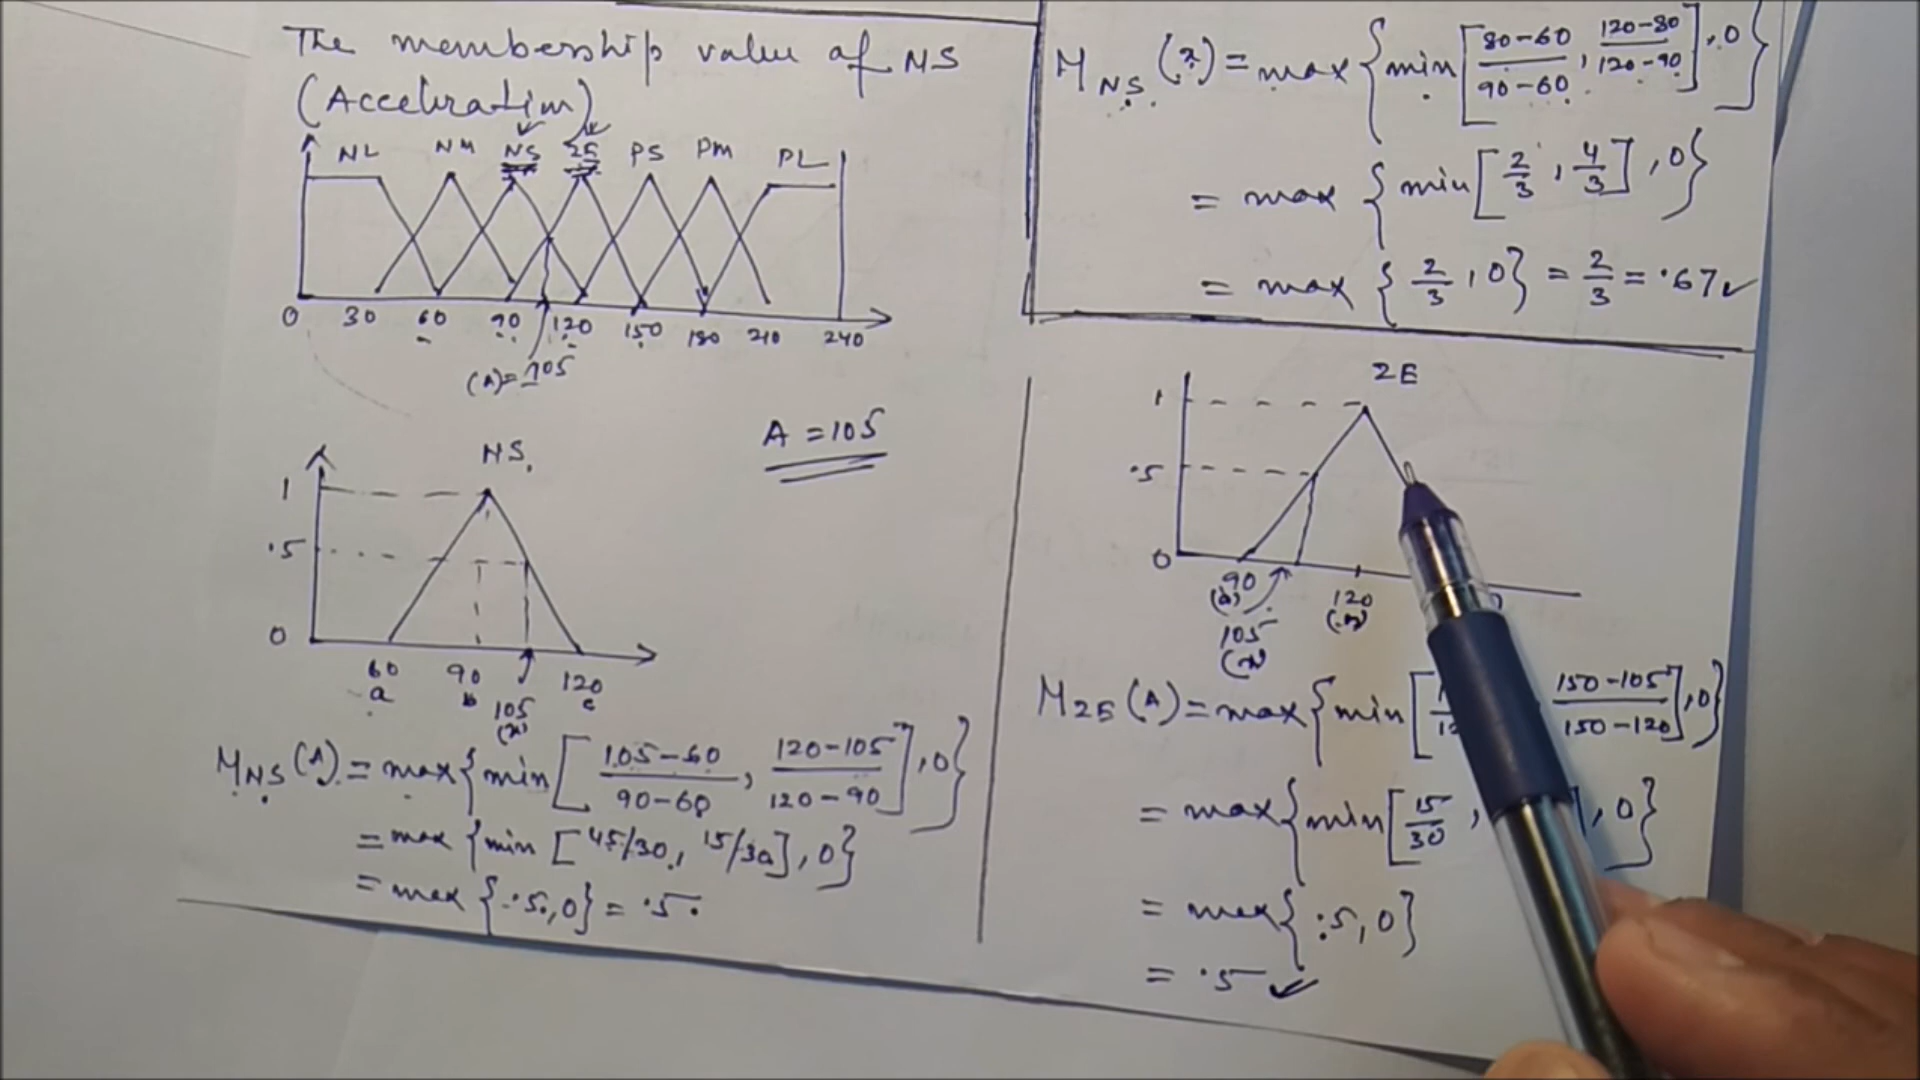 The membership value of NS
(Acceleration)
NL NM NS ZE PS PM PL
0 30 60 90 120 150 180 210 240
(A)=105
A = 105
NS
1
.5
0
60 90 105 120
a b (x) c
M_NS (A) = max{min[(105-60)/(90-60), (120-105)/(120-90)], 0}
= max {min [45/30, 15/30], 0}
= max {.5, 0} = .5
M_NS (x) = max{min[(80-60)/(90-60), (120-80)/(120-90)], 0}
= max {min[2/3, 4/3], 0}
= max {2/3, 0} = 2/3 = .67
ZE
1
.5
0
90 120
(a)
105
(x)
M_ZE (A) = max{min[ (150-105)/(150-120)], 0}
= max{min[15/30, ], 0}
= max{.5, 0}
= .5